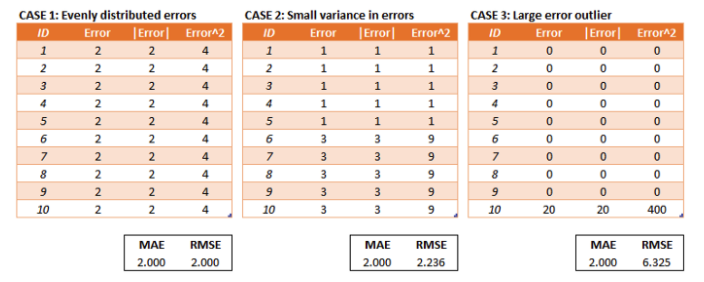 CASE 1: Evenly distributed errors
ID Error |Error| Error^2
1 2 2 4
2 2 2 4
3 2 2 4
4 2 2 4
5 2 2 4
6 2 2 4
7 2 2 4
8 2 2 4
9 2 2 4
10 2 2 4
MAE RMSE
2.000 2.000
CASE 2: Small variance in errors
ID Error |Error| Error^2
1 1 1 1
2 1 1 1
3 1 1 1
4 1 1 1
5 1 1 1
6 3 3 9
7 3 3 9
8 3 3 9
9 3 3 9
10 3 3 9
MAE RMSE
2.000 2.236
CASE 3: Large error outlier
ID Error |Error| Error^2
1 0 0 0
2 0 0 0
3 0 0 0
4 0 0 0
5 0 0 0
6 0 0 0
7 0 0 0
8 0 0 0
9 0 0 0
10 20 20 400
MAE RMSE
2.000 6.325